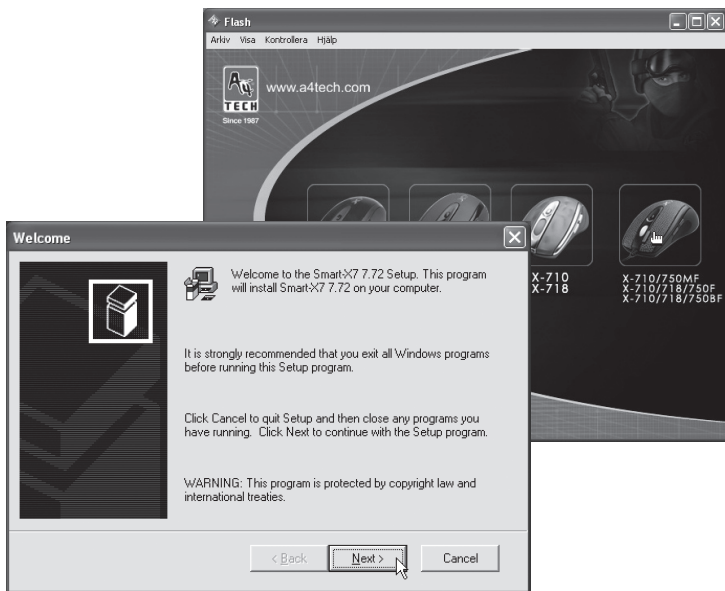 Flash
Arkiv Visa Kontrollera Hjälp
A4
TECH
Since 1987
www.a4tech.com
X-710
X-718
X-710/750MF
X-710/718/750F
X-710/718/750BF
Welcome
Welcome to the Smart-X7 7.72 Setup. This program
will install Smart-X7 7.72 on your computer.
It is strongly recommended that you exit all Windows programs
before running this Setup program.
Click Cancel to quit Setup and then close any programs you
have running. Click Next to continue with the Setup program.
WARNING: This program is protected by copyright law and
international treaties.
< Back
Next >
Cancel